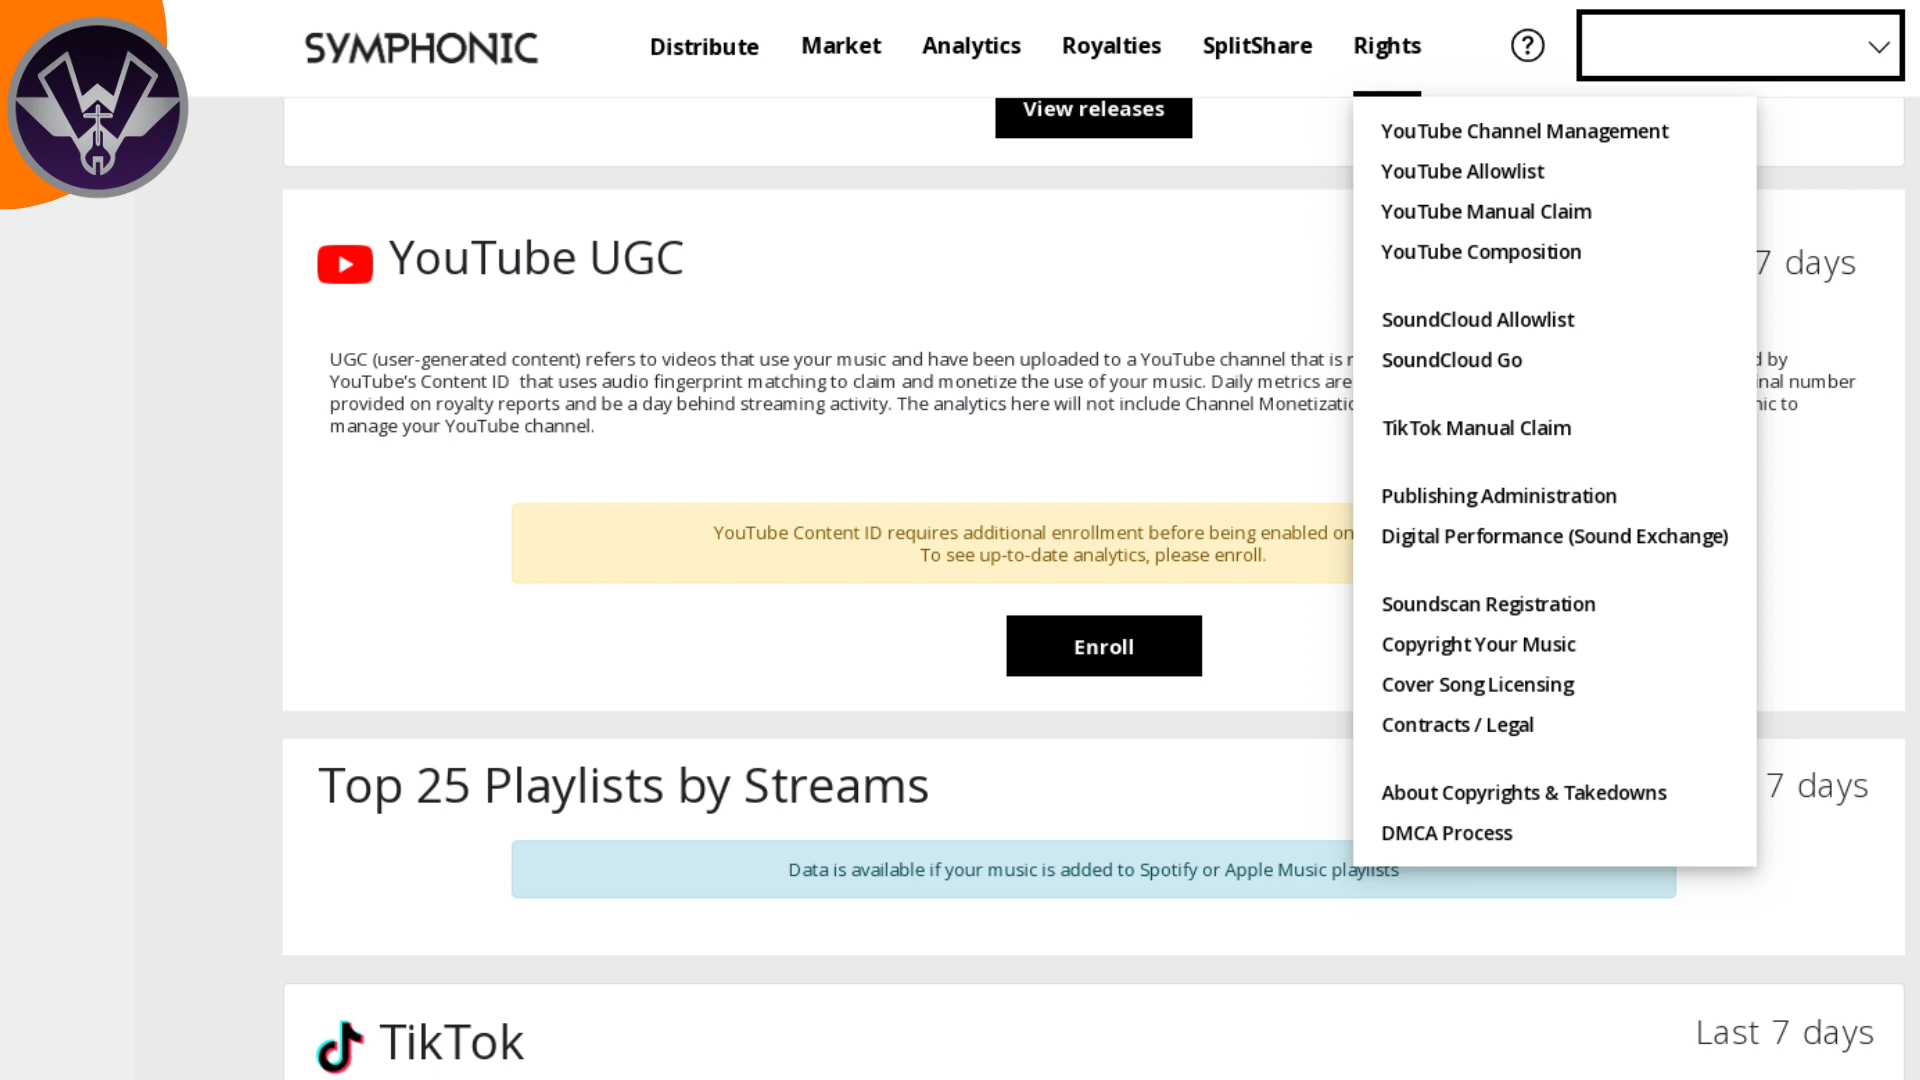 SYMPHONIC
Distribute Market Analytics Royalties SplitShare Rights ?
View releases
YouTube Channel Management
YouTube Allowlist
YouTube Manual Claim
YouTube Composition
SoundCloud Allowlist
SoundCloud Go
TikTok Manual Claim
Publishing Administration
Digital Performance (Sound Exchange)
Soundscan Registration
Copyright Your Music
Cover Song Licensing
Contracts / Legal
About Copyrights & Takedowns
DMCA Process
YouTube UGC
7 days
UGC (user-generated content) refers to videos that use your music and have been uploaded to a YouTube channel that is by
YouTube's Content ID that uses audio fingerprint matching to claim and monetize the use of your music. Daily metrics are number
provided on royalty reports and be a day behind streaming activity. The analytics here will not include Channel to
manage your YouTube channel.
YouTube Content ID requires additional enrollment before being enabled on
To see up-to-date analytics, please enroll.
Enroll
Top 25 Playlists by Streams
7 days
Data is available if your music is added to Spotify or Apple Music playlists
TikTok
Last 7 days